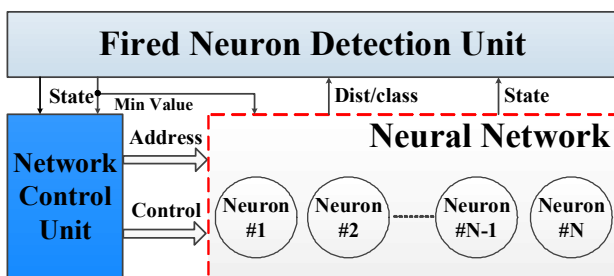 Fired Neuron Detection Unit
State
Min Value
Dist/class
State
Address
Neural Network
Network
Control
Unit
Control
Neuron
#1
Neuron
#2
Neuron
#N-1
Neuron
#N